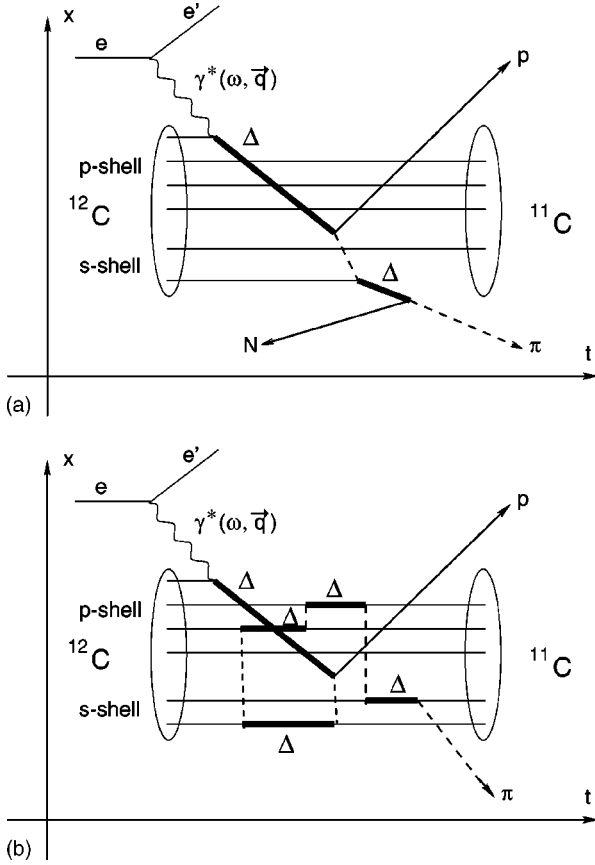 x
e'
e
γ*(ω, q⃗)
p
Δ
p-shell
¹²C
¹¹C
s-shell
Δ
N
π
t
(a)
x
e'
e
γ*(ω, q⃗)
p
Δ
Δ
p-shell
Δ
¹²C
¹¹C
Δ
s-shell
Δ
π
t
(b)